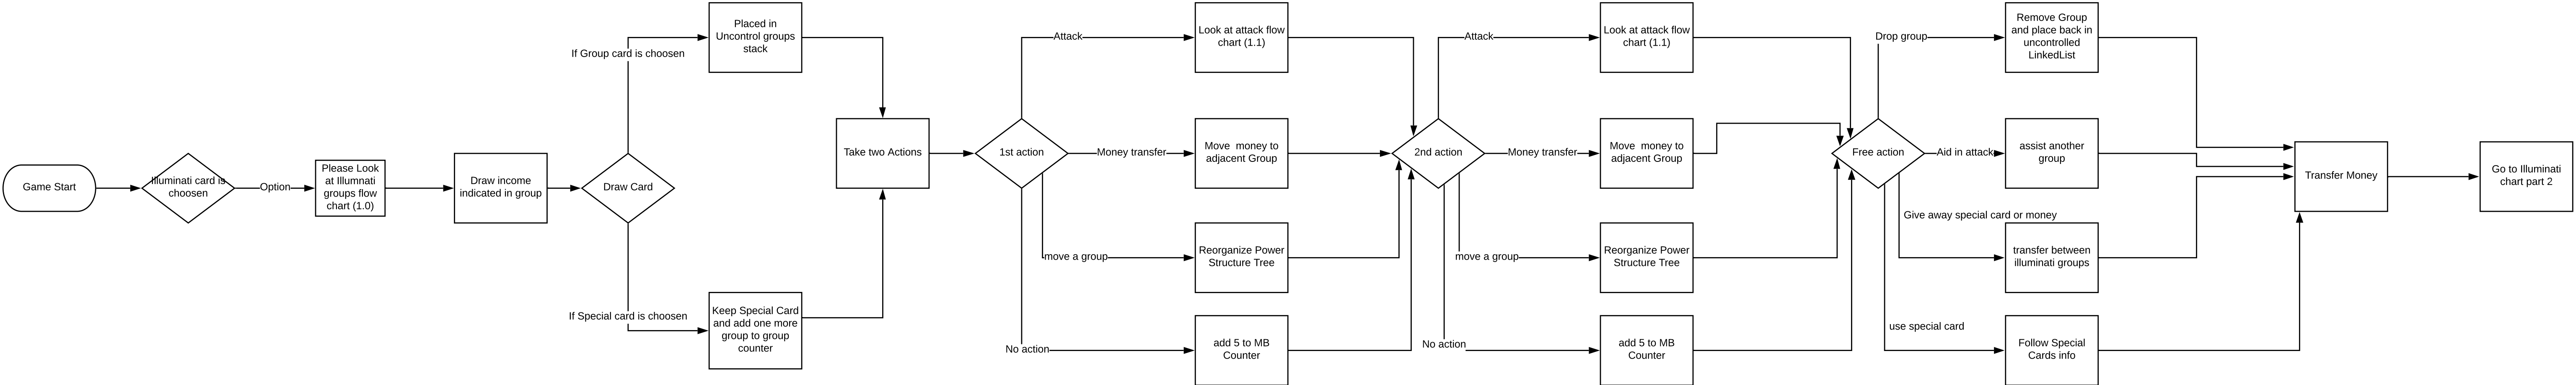 Game Start
Illuminati card is
choosen
Option
Please Look
at Illumnati
groups flow
chart (1.0)
Draw income
indicated in group
Draw Card
If Group card is choosen
If Special card is choosen
Placed in
Uncontrol groups
stack
Keep Special Card
and add one more
group to group
counter
Take two Actions
1st action
Attack
Money transfer
move a group
No action
Look at attack flow
chart (1.1)
Move money to
adjacent Group
Reorganize Power
Structure Tree
add 5 to MB
Counter
2nd action
Attack
Money transfer
move a group
No action
Look at attack flow
chart (1.1)
Move money to
adjacent Group
Reorganize Power
Structure Tree
add 5 to MB
Counter
Free action
Drop group
Aid in attack
Give away special card or money
use special card
Remove Group
and place back in
uncontrolled
LinkedList
assist another
group
transfer between
illuminati groups
Follow Special
Cards info
Transfer Money
Go to Illuminati
chart part 2